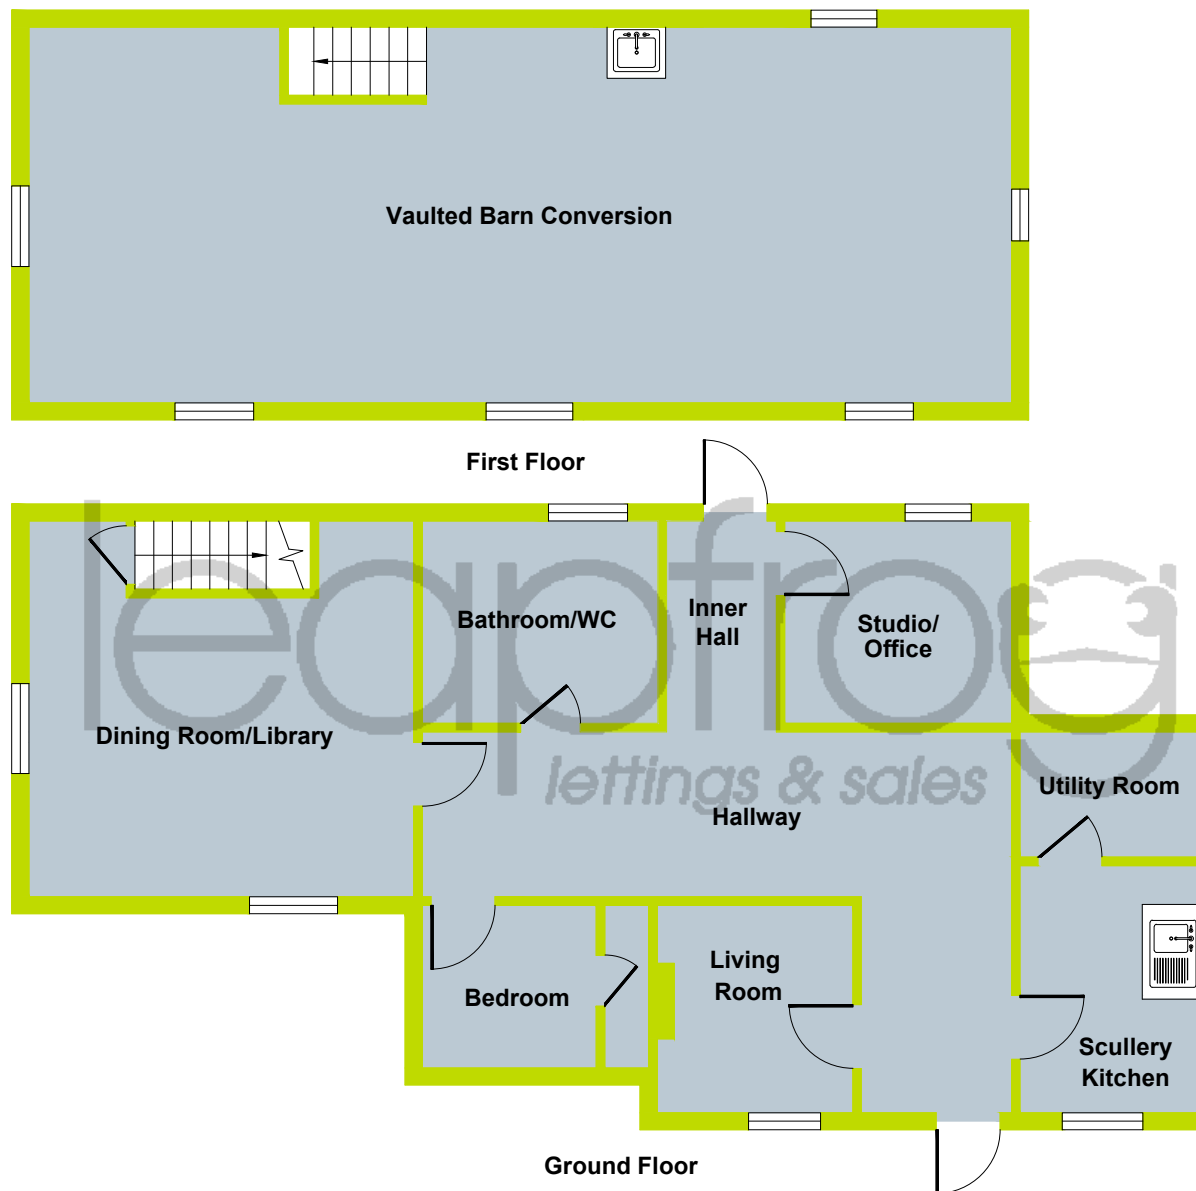 Vaulted Barn Conversion
First Floor
Bathroom/WC
Inner
Hall
Studio/
Office
Dining Room/Library
leapfrog
lettings & sales
Utility Room
Hallway
Living
Room
Bedroom
Scullery
Kitchen
Ground Floor